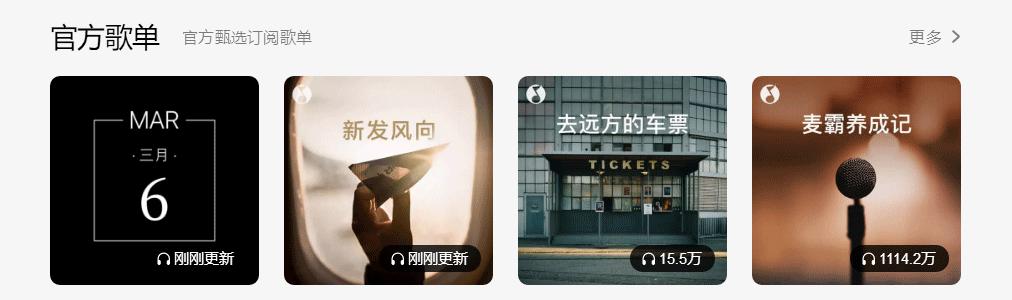 官方歌单
官方甄选订阅歌单
更多
MAR
·三月·
6
刚刚更新
新发风向
刚刚更新
去远方的车票
TICKETS
15.5万
麦霸养成记
1114.2万